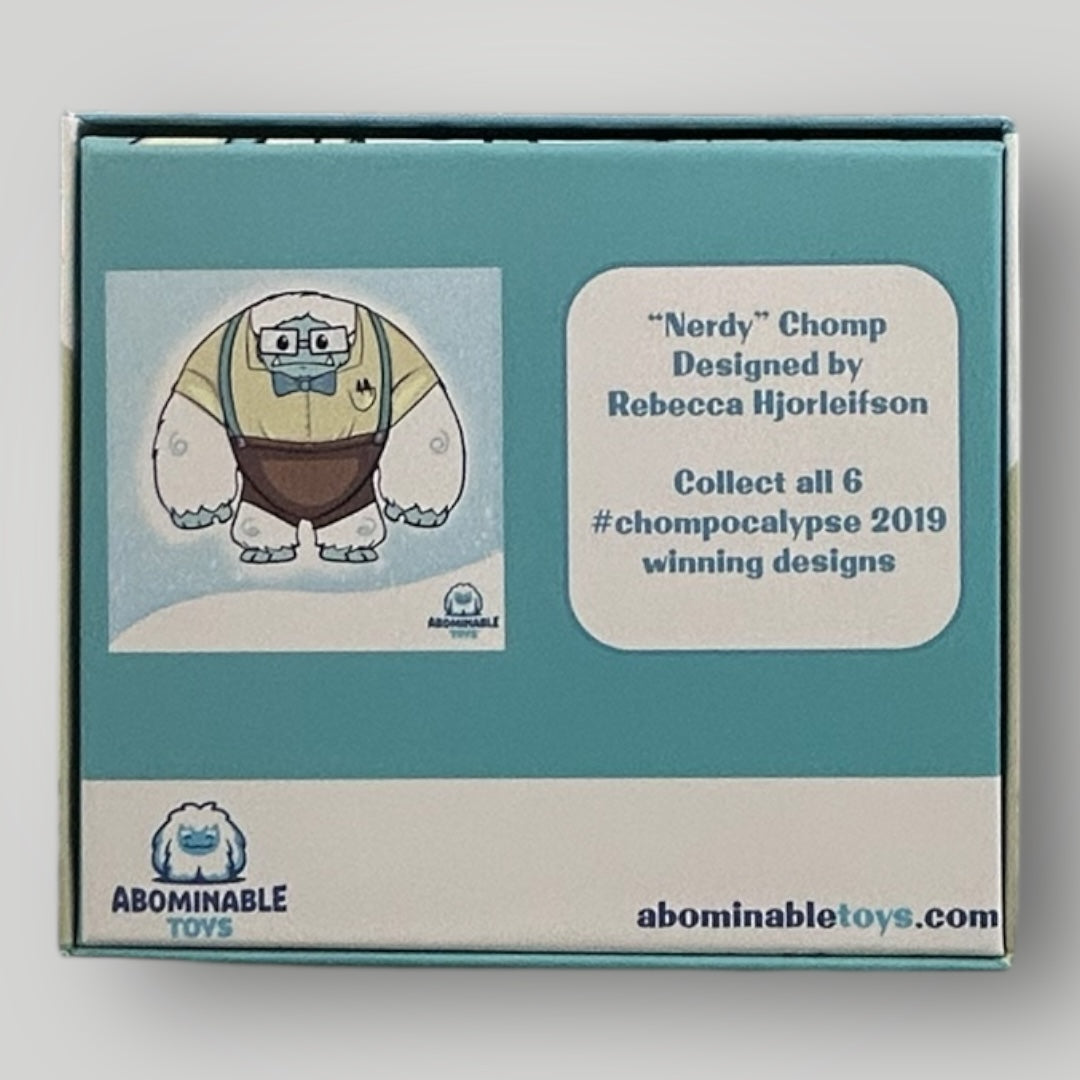 “Nerdy” Chomp
Designed by
Rebecca Hjorleifson
Collect all 6
#chompocalypse 2019
winning designs
ABOMINABLE
TOYS
ABOMINABLE
TOYS
abominabletoys.com